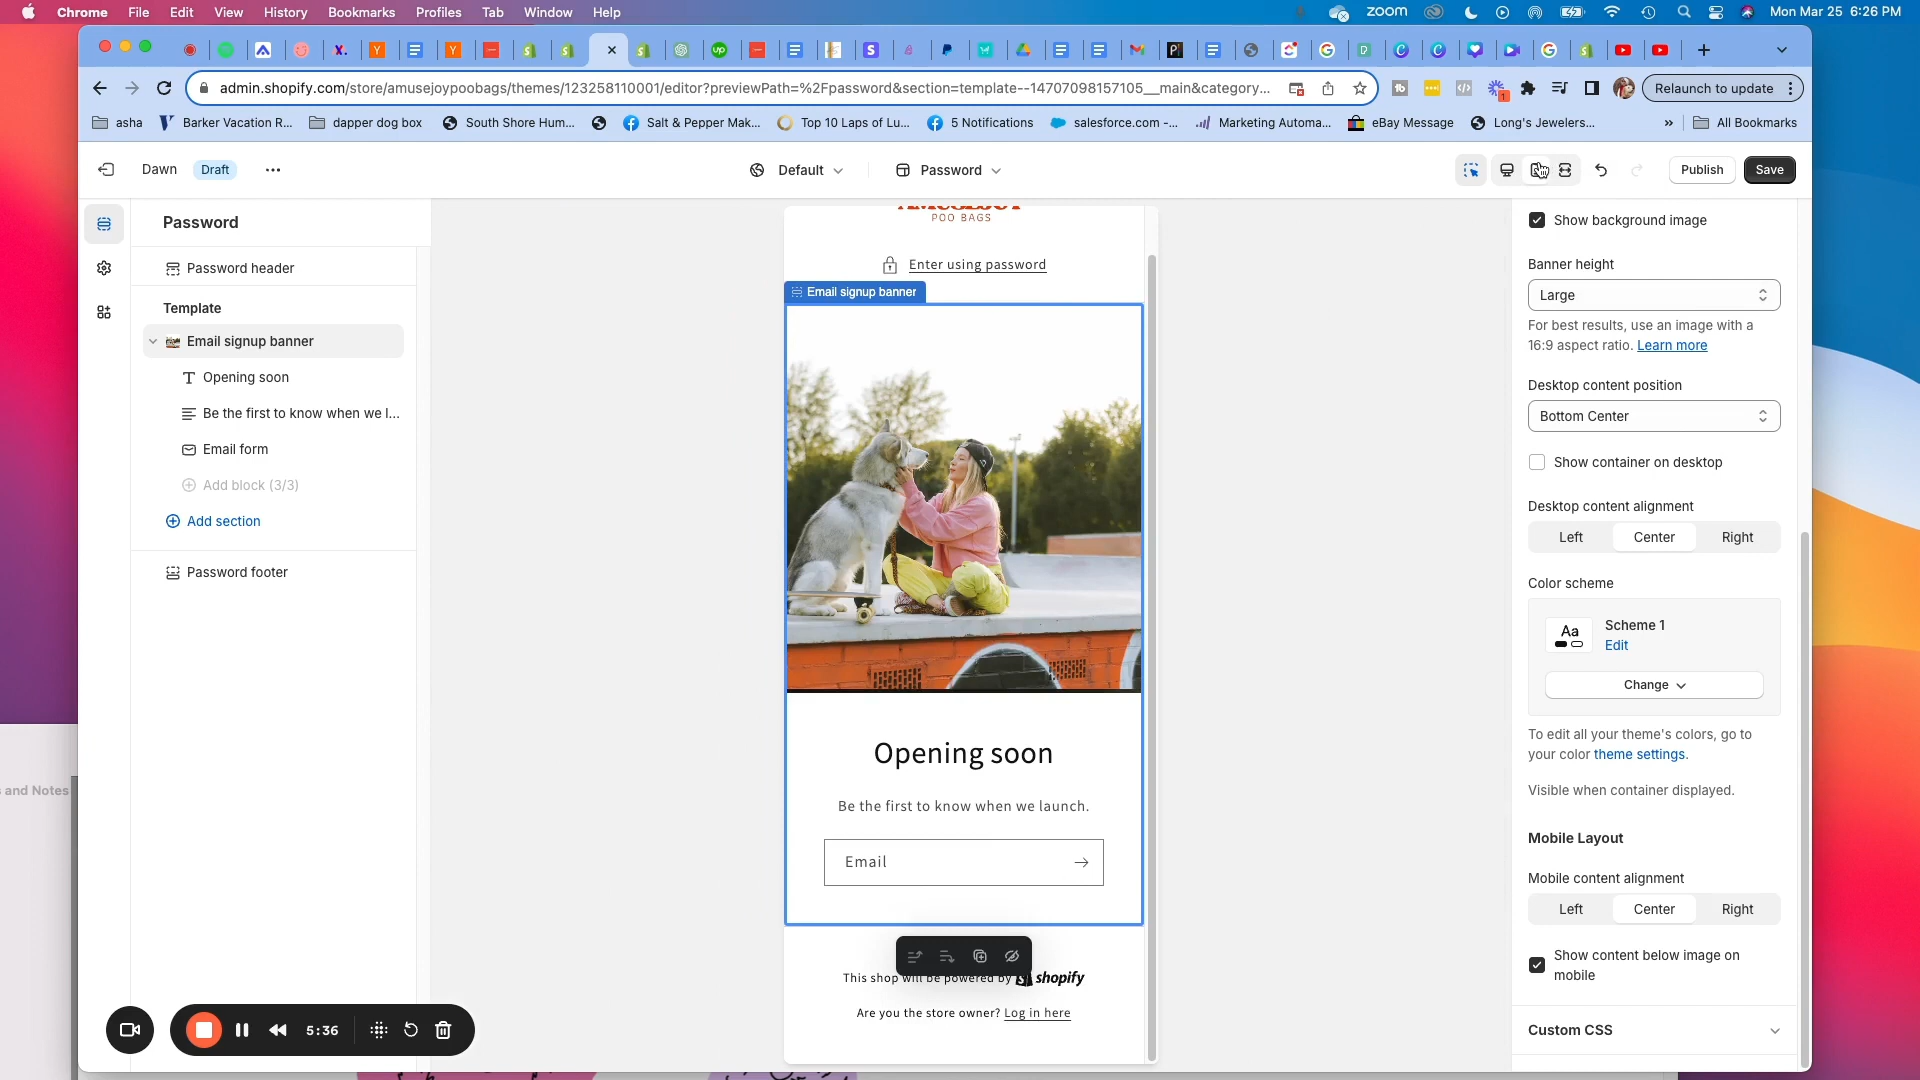 Chrome File Edit View History Bookmarks Profiles Tab Window Help
zoom
Mon Mar 25 6:26 PM
admin.shopify.com/store/amusejoypoobags/themes/123258110001/editor?previewPath=%2Fpassword&section=template--14707098157105__main&category...
1
Relaunch to update
asha
Barker Vacation R...
dapper dog box
South Shore Hum...
Salt & Pepper Mak...
Top 10 Laps of Lu...
5 Notifications
salesforce.com -...
Marketing Automa...
eBay Message
Long's Jewelers...
»
All Bookmarks
Dawn
Draft
Default
Password
Publish
Save
Password
Password header
Template
Email signup banner
Opening soon
Be the first to know when we l...
Email form
Add block (3/3)
Add section
Password footer
AMUSEJOY
POO BAGS
Enter using password
Email signup banner
Opening soon
Be the first to know when we launch.
Email
This shop will be powered by shopify
Are you the store owner? Log in here
Show background image
Banner height
Large
For best results, use an image with a
16:9 aspect ratio. Learn more
Desktop content position
Bottom Center
Show container on desktop
Desktop content alignment
Left Center Right
Color scheme
Aa
Scheme 1
Edit
Change
To edit all your theme's colors, go to
your color theme settings.
Visible when container displayed.
Mobile Layout
Mobile content alignment
Left Center Right
Show content below image on
mobile
Custom CSS
s and Notes
5:36